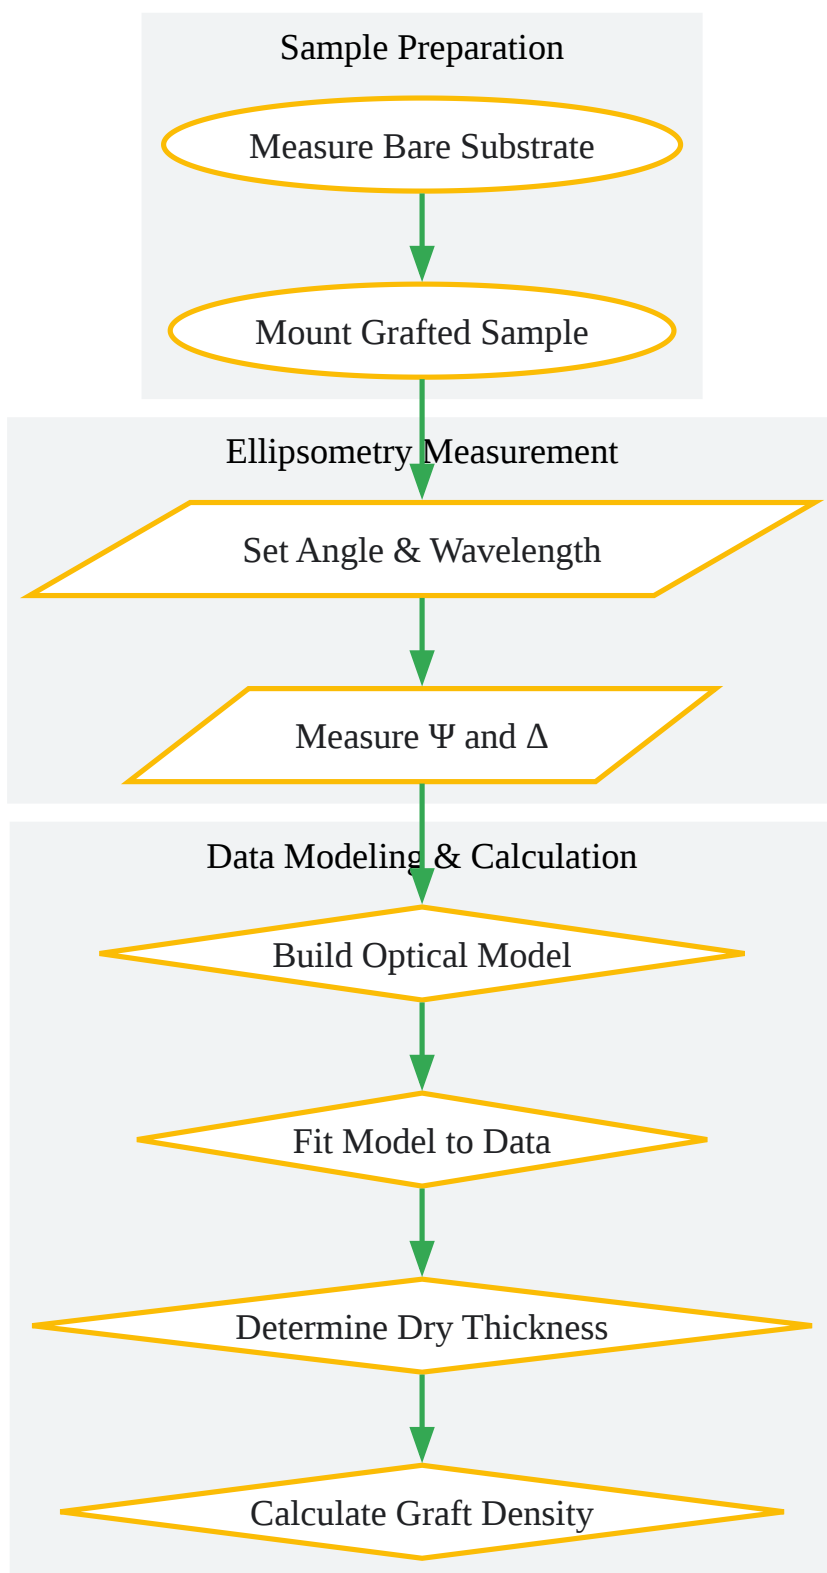 Sample Preparation
Measure Bare Substrate
Mount Grafted Sample
Ellipsometry Measurement
Set Angle & Wavelength
Measure Ψ and Δ
Data Modeling & Calculation
Build Optical Model
Fit Model to Data
Determine Dry Thickness
Calculate Graft Density